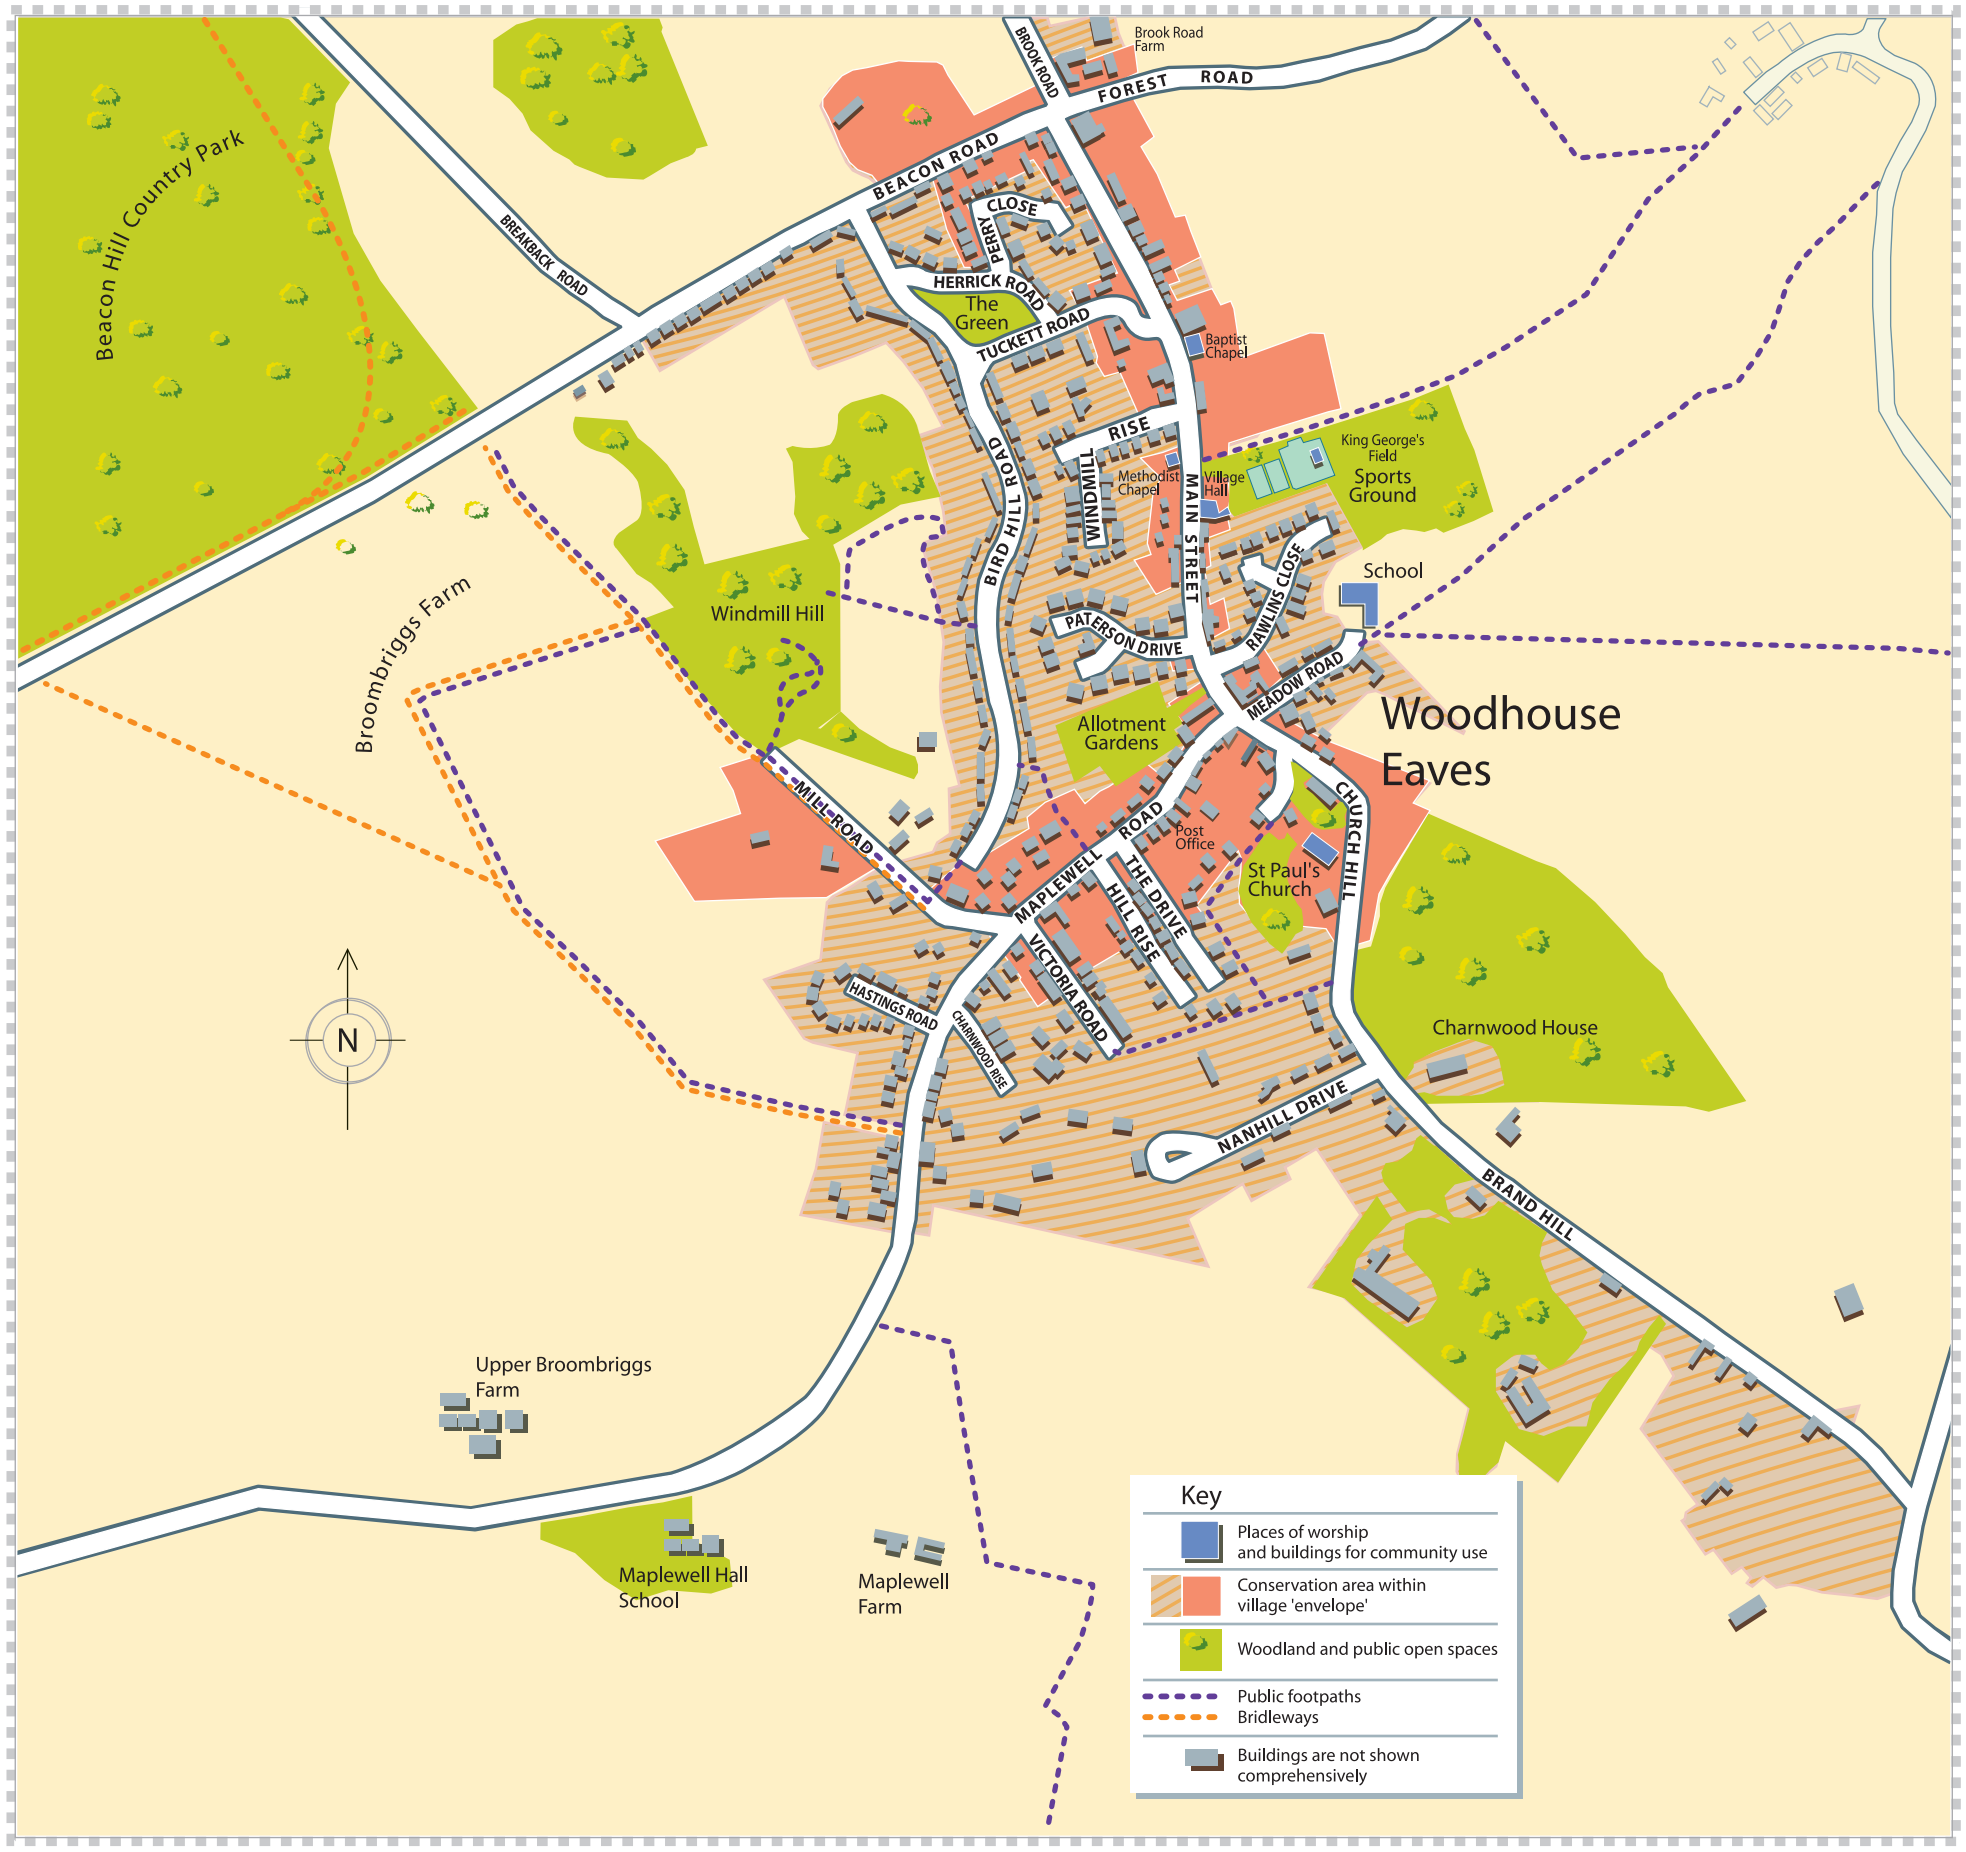 Brook Road
Farm
BROOK ROAD
FOREST ROAD
BEACON ROAD
Beacon Hill Country Park
BREAKBACK ROAD
CLOSE
PERRY
HERRICK ROAD
The
Green
TUCKETT ROAD
Baptist
Chapel
RISE
WINDMILL
Methodist
Chapel
Village
Hall
King George's
Field
Sports
Ground
MAIN STREET
BIRD HILL ROAD
RAWLINS CLOSE
School
Windmill Hill
Broombriggs Farm
PATERSON DRIVE
MEADOW ROAD
Woodhouse
Eaves
Allotment
Gardens
MILL ROAD
CHURCH HILL
MAPLEWELL ROAD
Post
Office
THE DRIVE
HILL RISE
St Paul's
Church
VICTORIA ROAD
HASTINGS ROAD
CHARNWOOD RISE
N
Charnwood House
NANHILL DRIVE
BRAND HILL
Upper Broombriggs
Farm
Maplewell Hall
School
Maplewell
Farm
Key
Places of worship
and buildings for community use
Conservation area within
village 'envelope'
Woodland and public open spaces
Public footpaths
Bridleways
Buildings are not shown
comprehensively